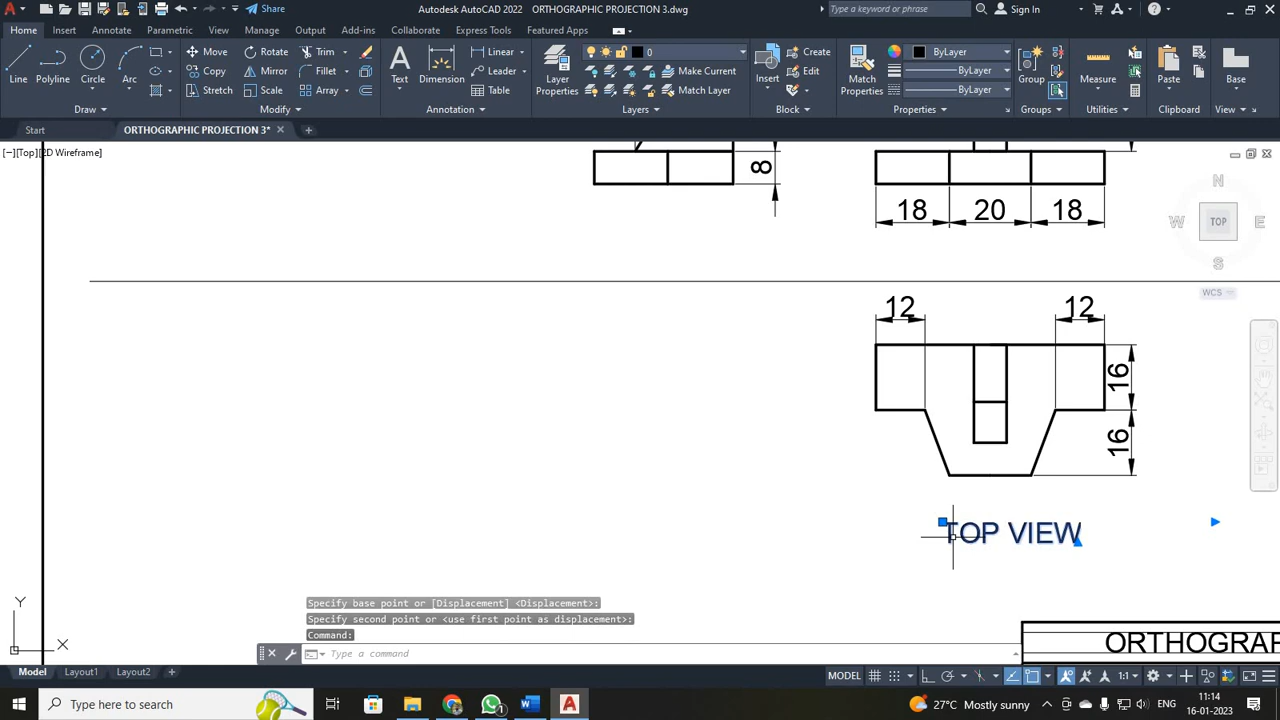 Share
Autodesk AutoCAD 2022 ORTHOGRAPHIC PROJECTION 3.dwg
Type a keyword or phrase
Sign In
Home Insert Annotate Parametric View Manage Output Add-ins Collaborate Express Tools Featured Apps
Line
Polyline
Circle
Arc
Move
Rotate
Trim
Copy
Mirror
Fillet
Stretch
Scale
Array
Text
Dimension
Linear
Leader
Table
Layer
Properties
0
Make Current
Match Layer
Insert
Create
Edit
Match
Properties
ByLayer
ByLayer
ByLayer
Group
Measure
Paste
Base
Draw
Modify
Annotation
Layers
Block
Properties
Groups
Utilities
Clipboard
View
Start
ORTHOGRAPHIC PROJECTION 3*
[−][Top][2D Wireframe]
8
18 20 18
N
W TOP E
S
WCS
12 12
16
16
TOP VIEW
Y
X
Specify base point or [Displacement] <Displacement>:
Specify second point or <use first point as displacement>:
Command:
Type a command
ORTHOGRAP
Model Layout1 Layout2
MODEL
1:1
Type here to search
27°C Mostly sunny
ENG
11:14
16-01-2023